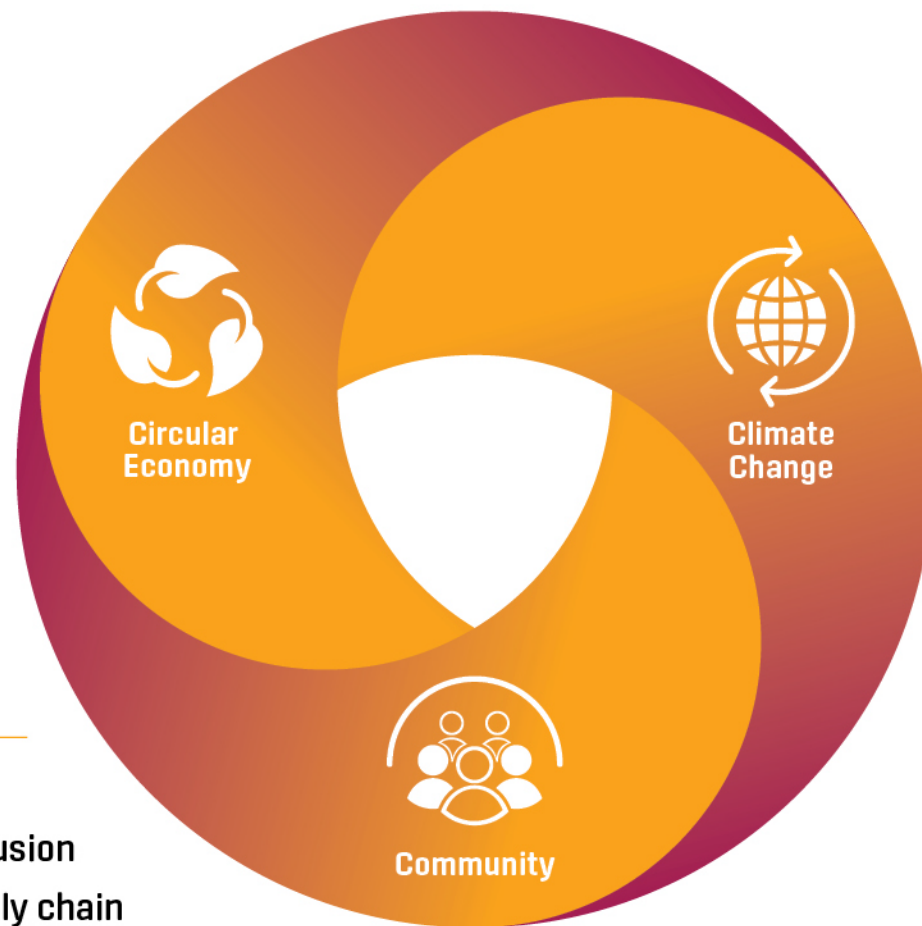 Circular
Economy
Climate
Change
Community
usion
ly chain